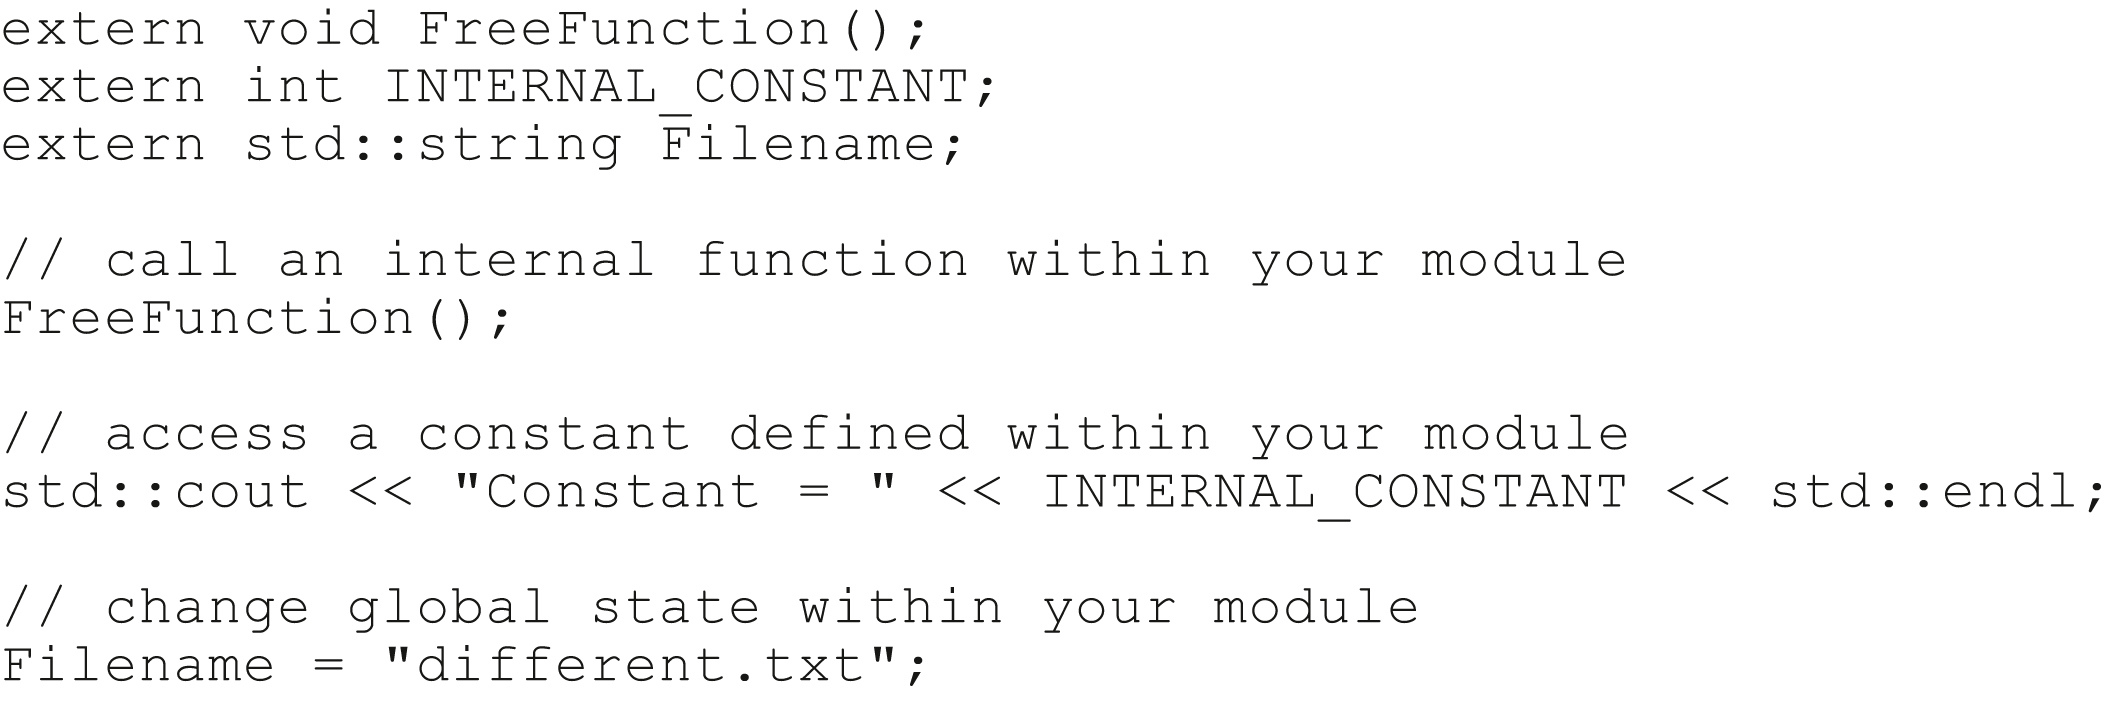 extern void FreeFunction();
extern int INTERNAL_CONSTANT;
extern std::string Filename;
// call an internal function within your module
FreeFunction();
// access a constant defined within your module
std::cout << "Constant = " << INTERNAL_CONSTANT << std::endl;
// change global state within your module
Filename = "different.txt";